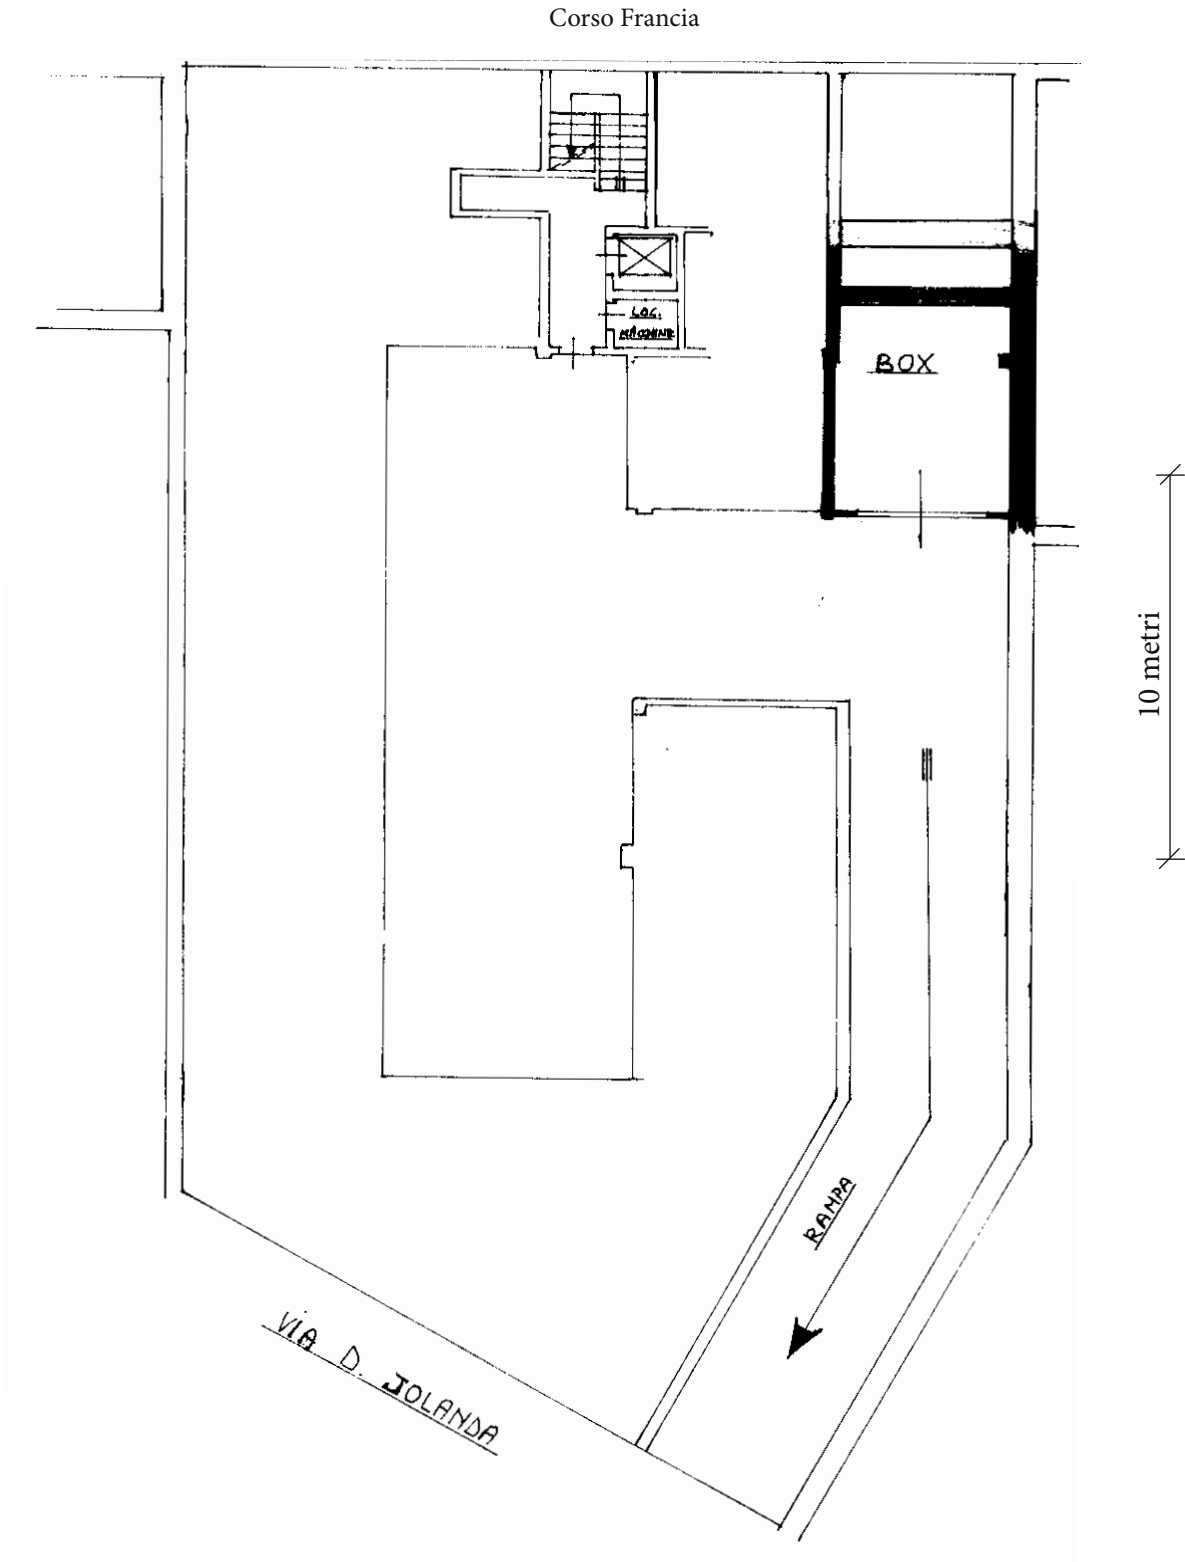 Corso Francia
LOC.
MACCHINE
BOX
10 metri
RAMPA
VIA D. JOLANDA